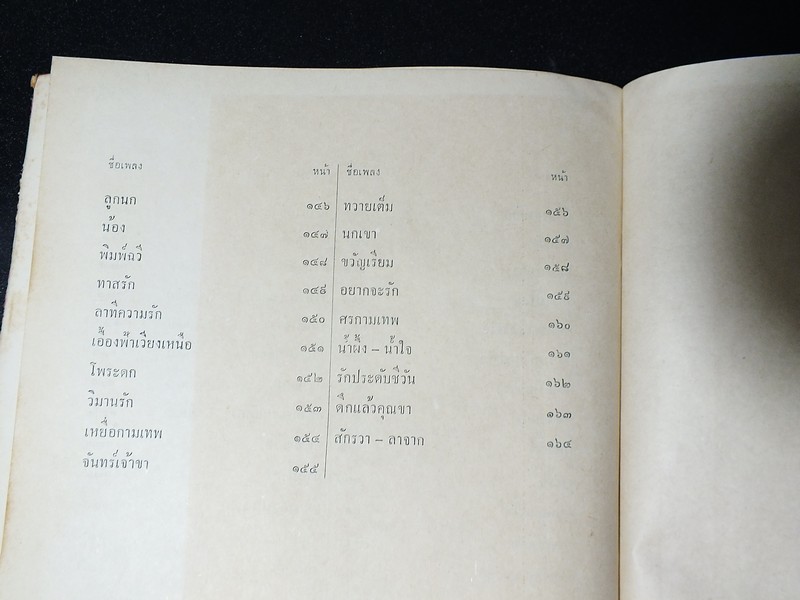 ชื่อเพลง หน้า
ลูกนก ๑๔๖
น้อง ๑๔๗
พิมพ์ฉวี ๑๔๘
ทาสรัก ๑๔๙
ลาทีความรัก ๑๕๐
เอื้องฟ้าเวียงเหนือ ๑๕๑
โพระดก ๑๕๒
วิมานรัก ๑๕๓
เหยื่อกามเทพ ๑๕๔
จันทร์เจ้าขา ๑๕๕
ชื่อเพลง หน้า
ทวายเต็ม ๑๕๖
นกเขา ๑๕๗
ขวัญเรียม ๑๕๘
อยากจะรัก ๑๕๙
ศรกามเทพ ๑๖๐
น้ำผึ้ง – น้ำใจ ๑๖๑
รักประดับชีวัน ๑๖๒
ดึกแล้วคุณขา ๑๖๓
สักรวา – ลาจาก ๑๖๔